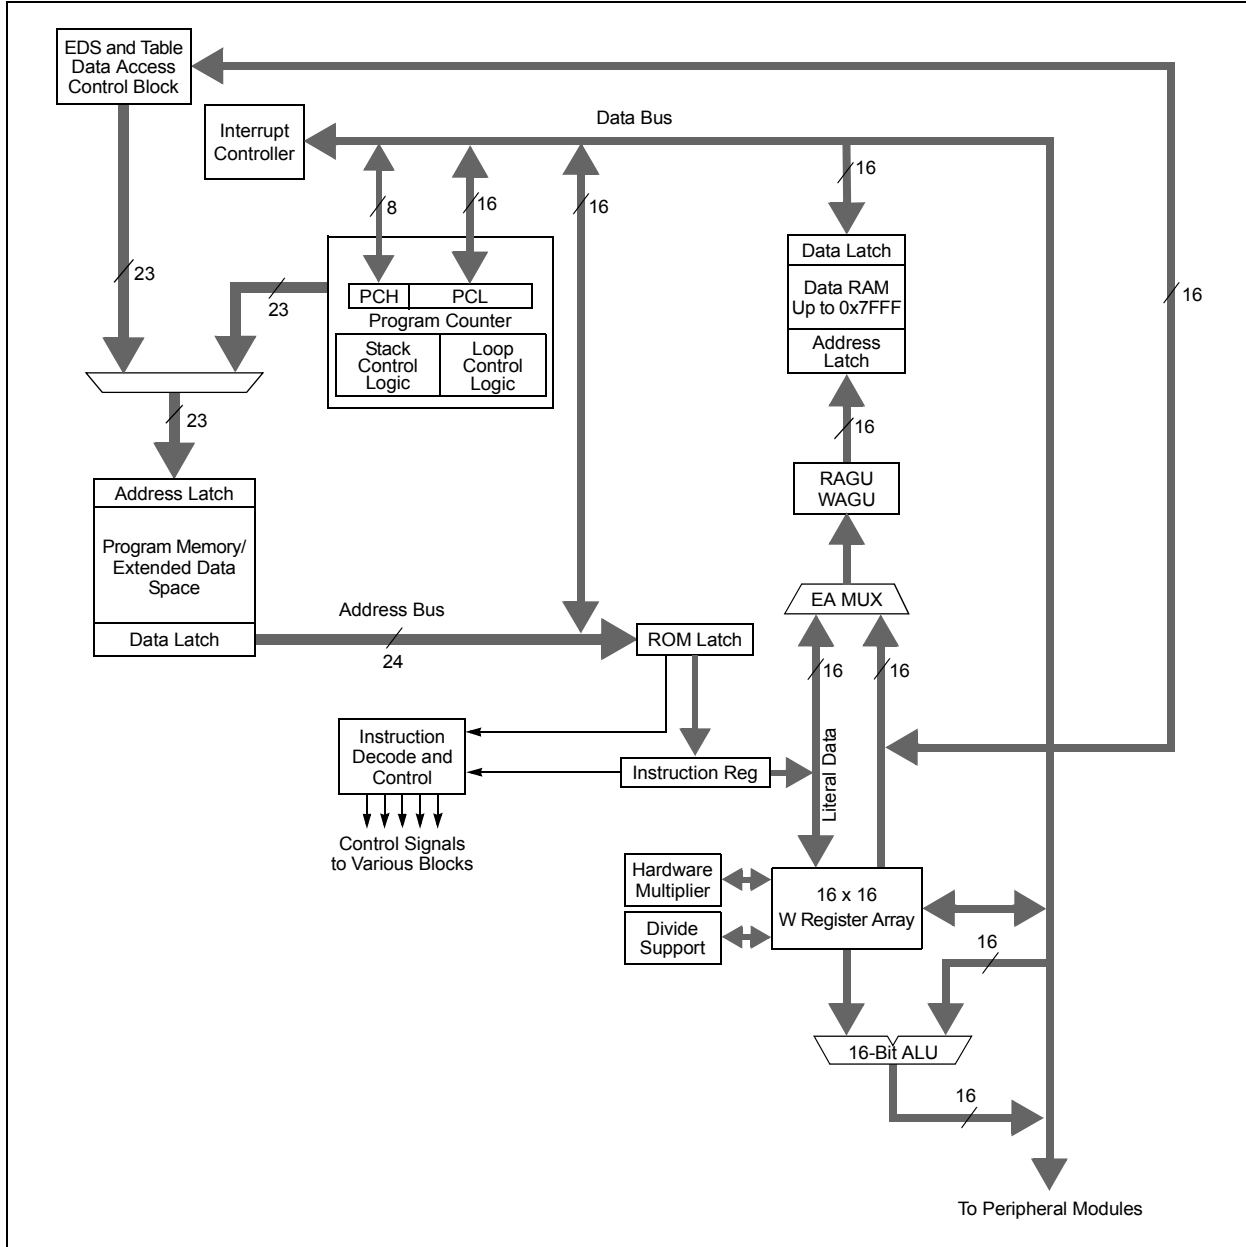 EDS and Table
Data Access
Control Block
Interrupt
Controller
Data Bus
8
16
16
16
23
23
16
PCH
PCL
Program Counter
Stack
Control
Logic
Loop
Control
Logic
Data Latch
Data RAM
Up to 0x7FFF
Address
Latch
23
16
RAGU
WAGU
Address Latch
Program Memory/
Extended Data
Space
Data Latch
EA MUX
Address Bus
24
ROM Latch
16
16
Instruction
Decode and
Control
Instruction Reg
Literal Data
Control Signals
to Various Blocks
Hardware
Multiplier
16 x 16
W Register Array
Divide
Support
16
16-Bit ALU
16
To Peripheral Modules